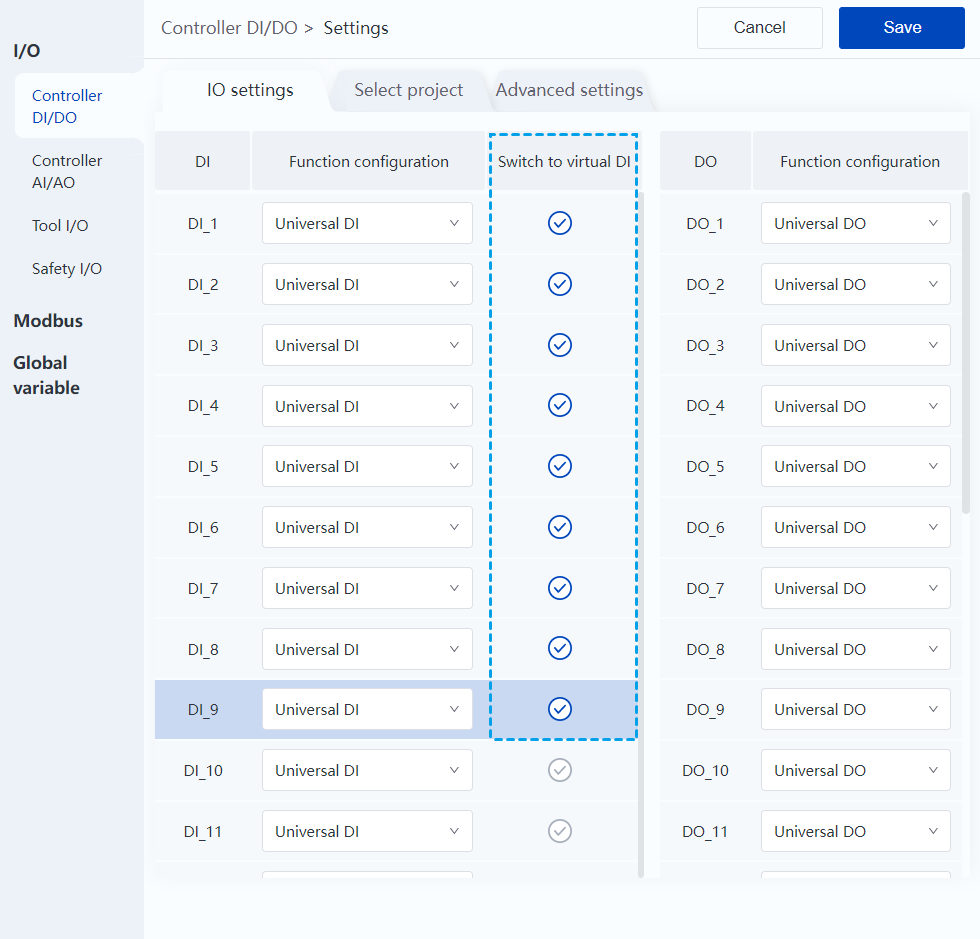 Controller DI/DO > Settings
Cancel
Save
I/O
Controller
DI/DO
Controller
AI/AO
Tool I/O
Safety I/O
Modbus
Global
variable
IO settings
Select project
Advanced settings
DI Function configuration Switch to virtual DI DO Function configuration
DI_1 Universal DI DO_1 Universal DO
DI_2 Universal DI DO_2 Universal DO
DI_3 Universal DI DO_3 Universal DO
DI_4 Universal DI DO_4 Universal DO
DI_5 Universal DI DO_5 Universal DO
DI_6 Universal DI DO_6 Universal DO
DI_7 Universal DI DO_7 Universal DO
DI_8 Universal DI DO_8 Universal DO
DI_9 Universal DI DO_9 Universal DO
DI_10 Universal DI DO_10 Universal DO
DI_11 Universal DI DO_11 Universal DO